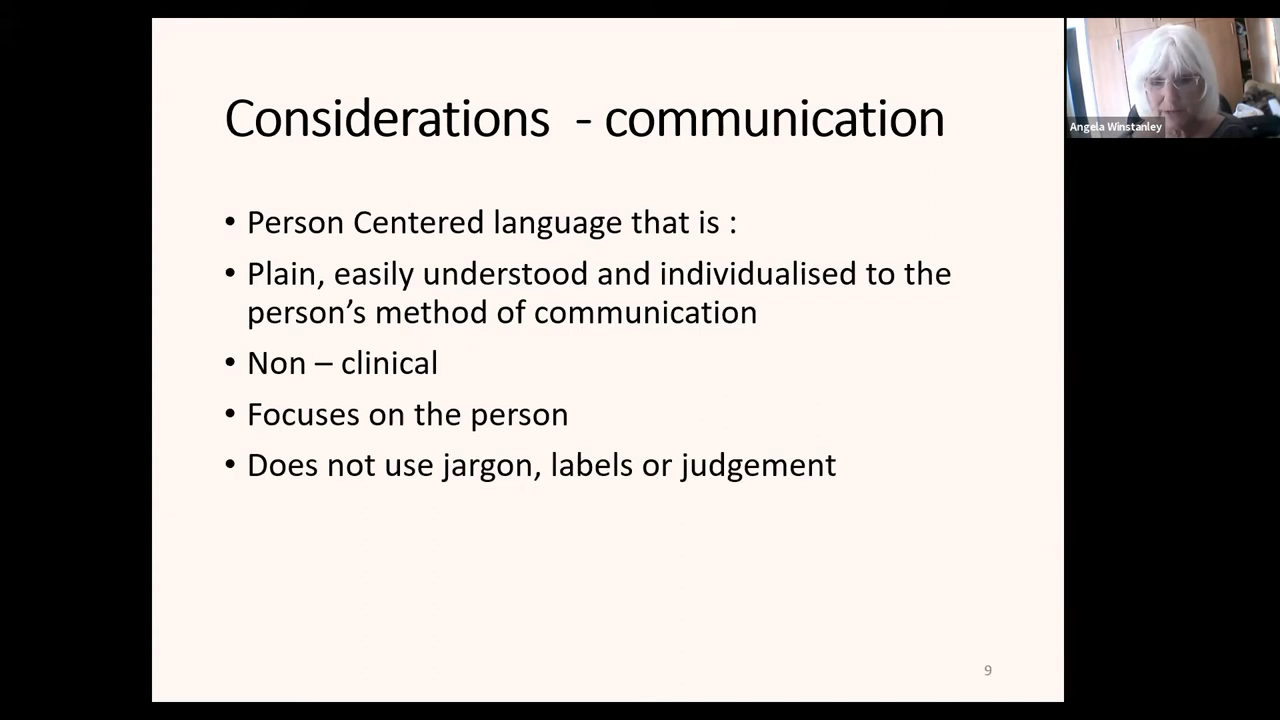 Considerations  - communication
• Person Centered language that is :
• Plain, easily understood and individualised to the
person’s method of communication
• Non – clinical
• Focuses on the person
• Does not use jargon, labels or judgement
9
Angela Winstanley